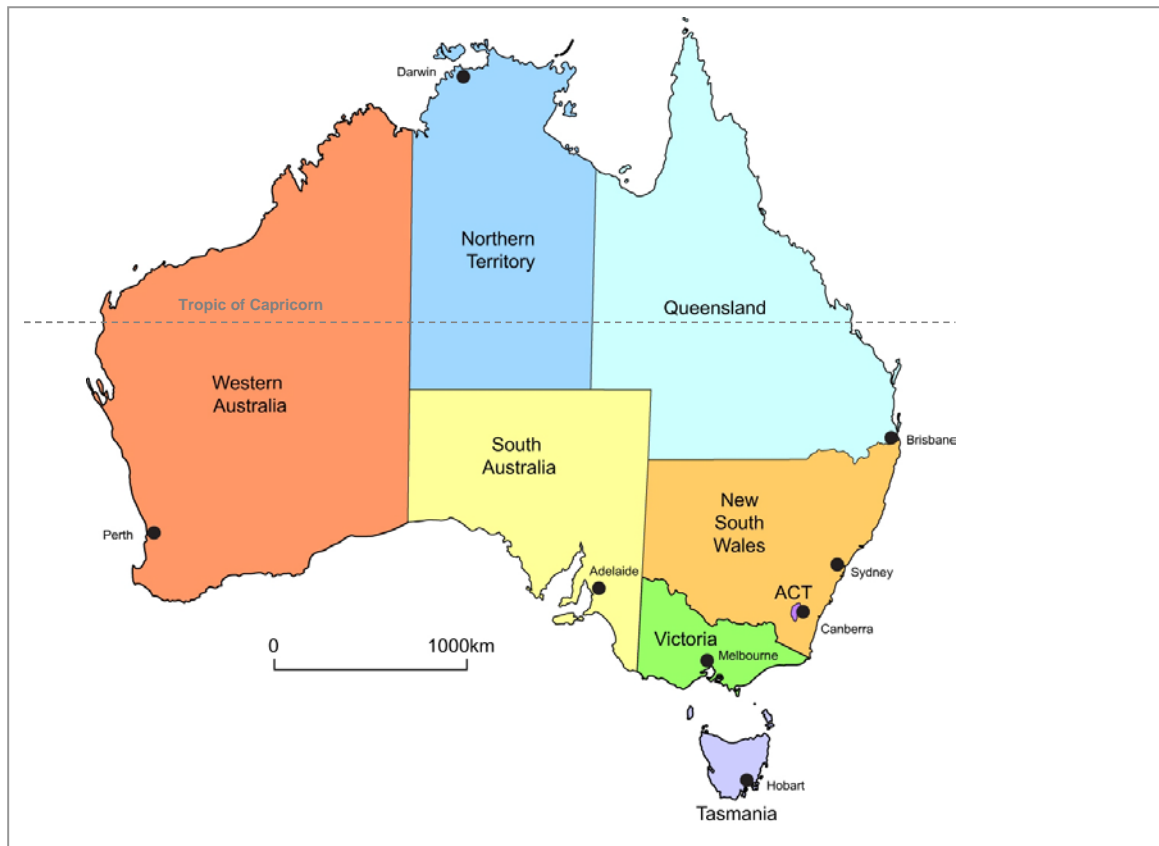 Darwin
Northern
Territory
Tropic of Capricorn
Queensland
Western
Australia
South
Australia
Brisbane
New
South
Wales
Perth
Adelaide
Sydney
ACT
Canberra
0
1000km
Victoria
Melbourne
Hobart
Tasmania